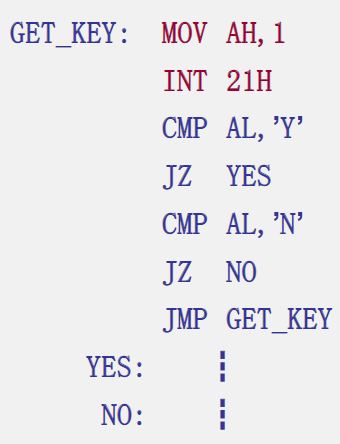 GET_KEY: MOV AH,1
INT 21H
CMP AL,’Y’
JZ YES
CMP AL,’N’
JZ NO
JMP GET_KEY
YES: ┇
NO: ┇